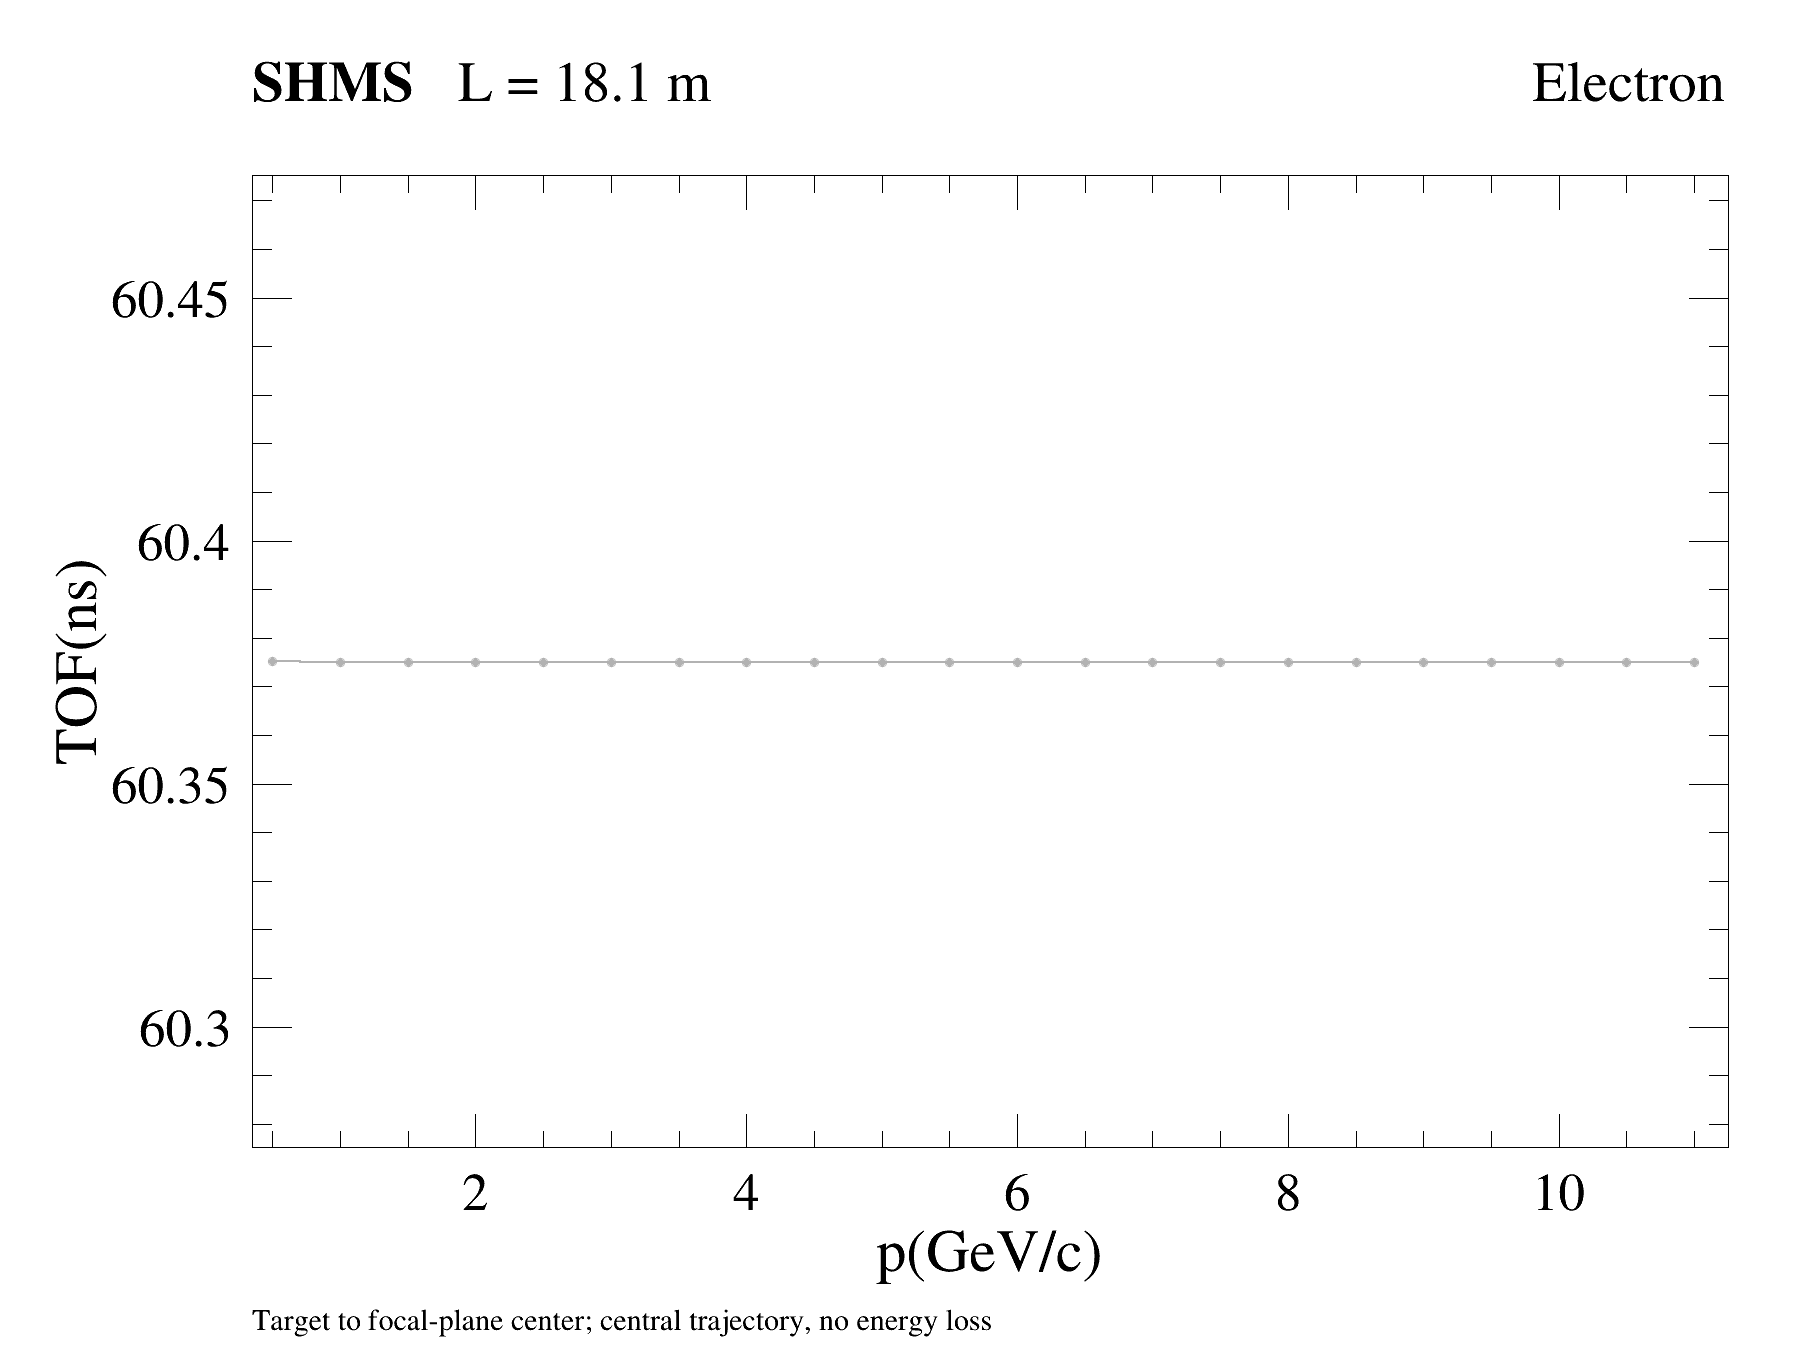 SHMS L = 18.1 m
Electron
60.45
60.4
60.35
60.3
TOF(ns)
2 4 6 8 10
p(GeV/c)
Target to focal-plane center; central trajectory, no energy loss